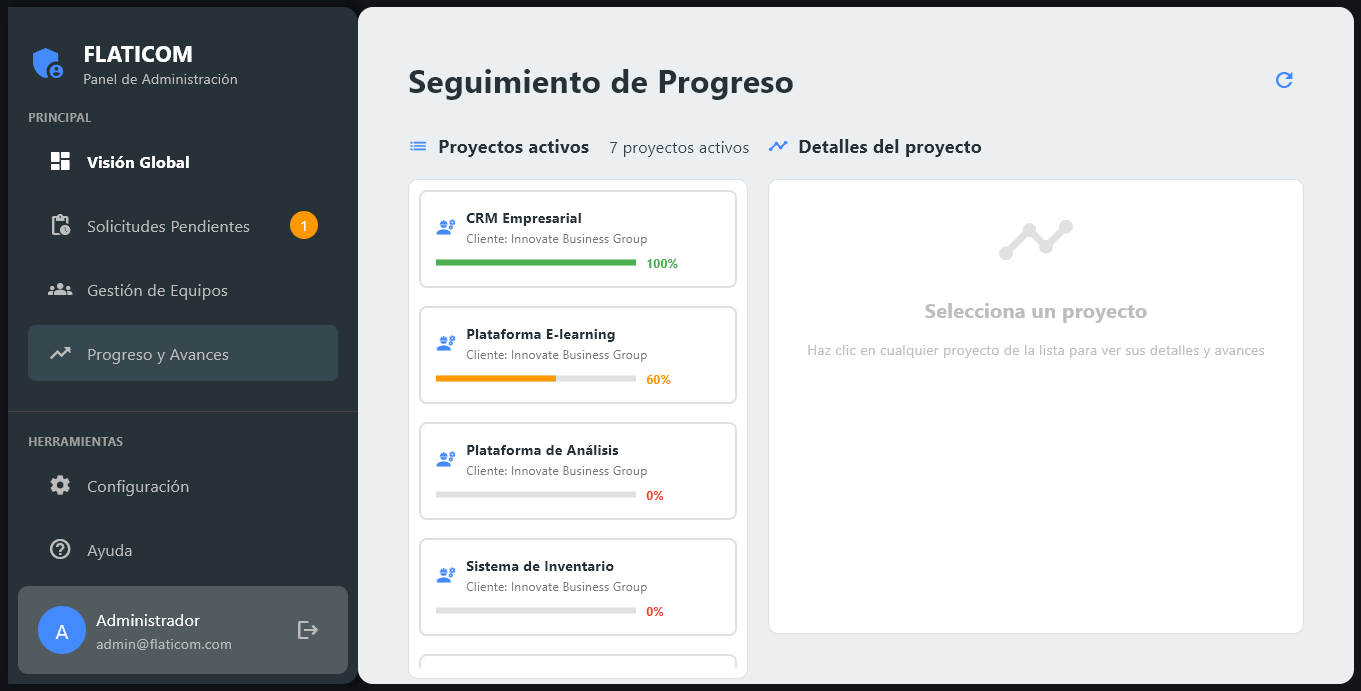 FLATICOM
Panel de Administración
PRINCIPAL
Visión Global
Solicitudes Pendientes
1
Gestión de Equipos
Progreso y Avances
HERRAMIENTAS
Configuración
Ayuda
A
Administrador
admin@flaticom.com
Seguimiento de Progreso
Proyectos activos
7 proyectos activos
CRM Empresarial
Cliente: Innovate Business Group
100%
Plataforma E-learning
Cliente: Innovate Business Group
60%
Plataforma de Análisis
Cliente: Innovate Business Group
0%
Sistema de Inventario
Cliente: Innovate Business Group
0%
Detalles del proyecto
Selecciona un proyecto
Haz clic en cualquier proyecto de la lista para ver sus detalles y avances